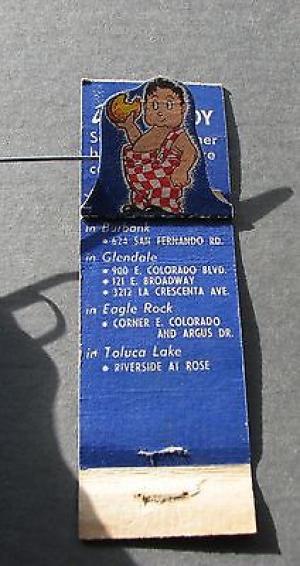 in Burbank
• 624 SAN FERNANDO RD.
in Glendale
• 900 E. COLORADO BLVD.
• 121 E. BROADWAY
• 3212 LA CRESCENTA AVE.
in Eagle Rock
• CORNER E. COLORADO
AND ARGUS DR.
in Toluca Lake
• RIVERSIDE AT ROSE